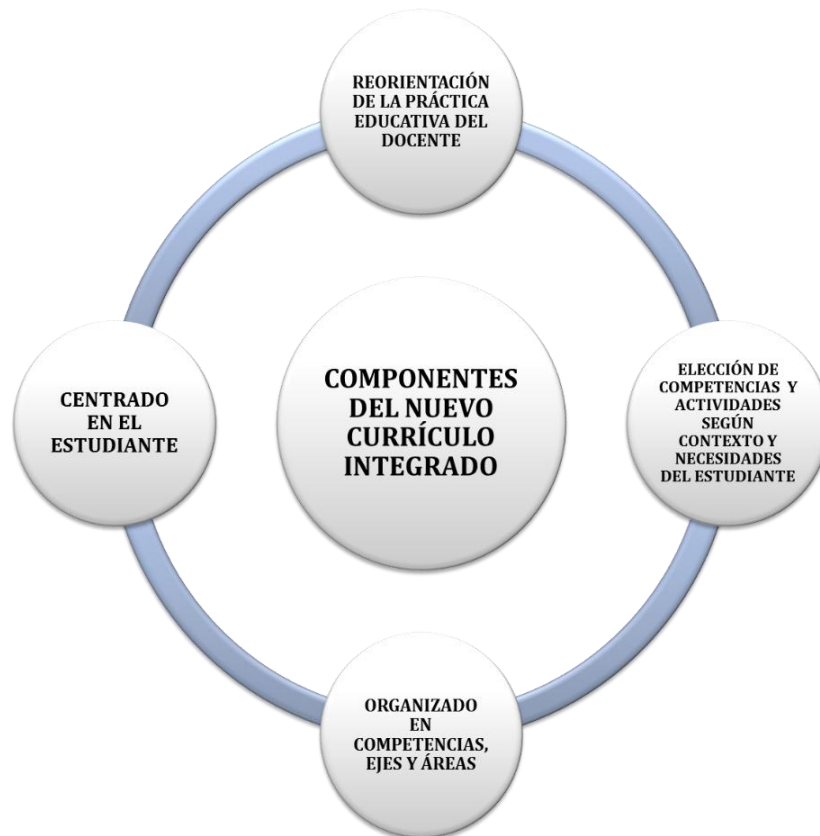 REORIENTACIÓN
DE LA PRÁCTICA
EDUCATIVA DEL
DOCENTE
CENTRADO
EN EL
ESTUDIANTE
COMPONENTES
DEL NUEVO
CURRÍCULO
INTEGRADO
ELECCIÓN DE
COMPETENCIAS Y
ACTIVIDADES
SEGÚN
CONTEXTO Y
NECESIDADES
DEL ESTUDIANTE
ORGANIZADO
EN
COMPETENCIAS,
EJES Y ÁREAS